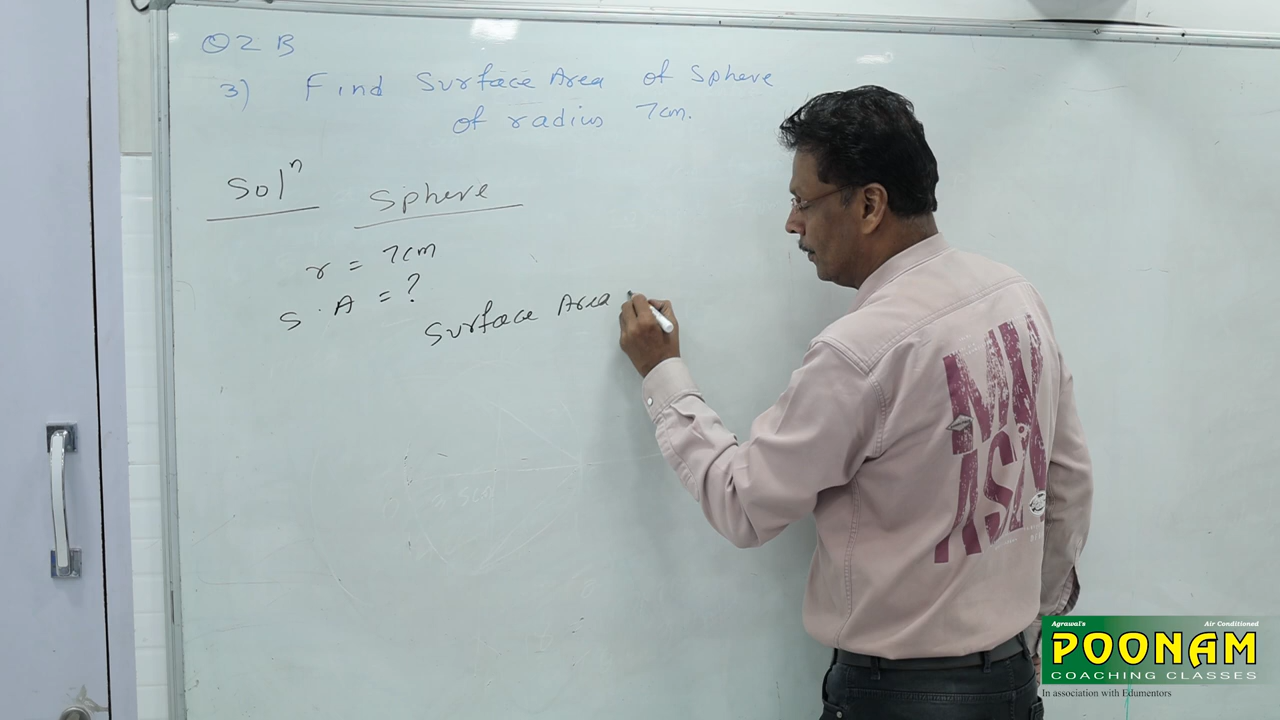 Q2 B
3) Find Surface Area of Sphere
of radius 7cm.
Solⁿ Sphere
r = 7cm
S.A = ?
Surface Area
Agrawal's Air Conditioned
POONAM
COACHING CLASSES
In association with Edumentors